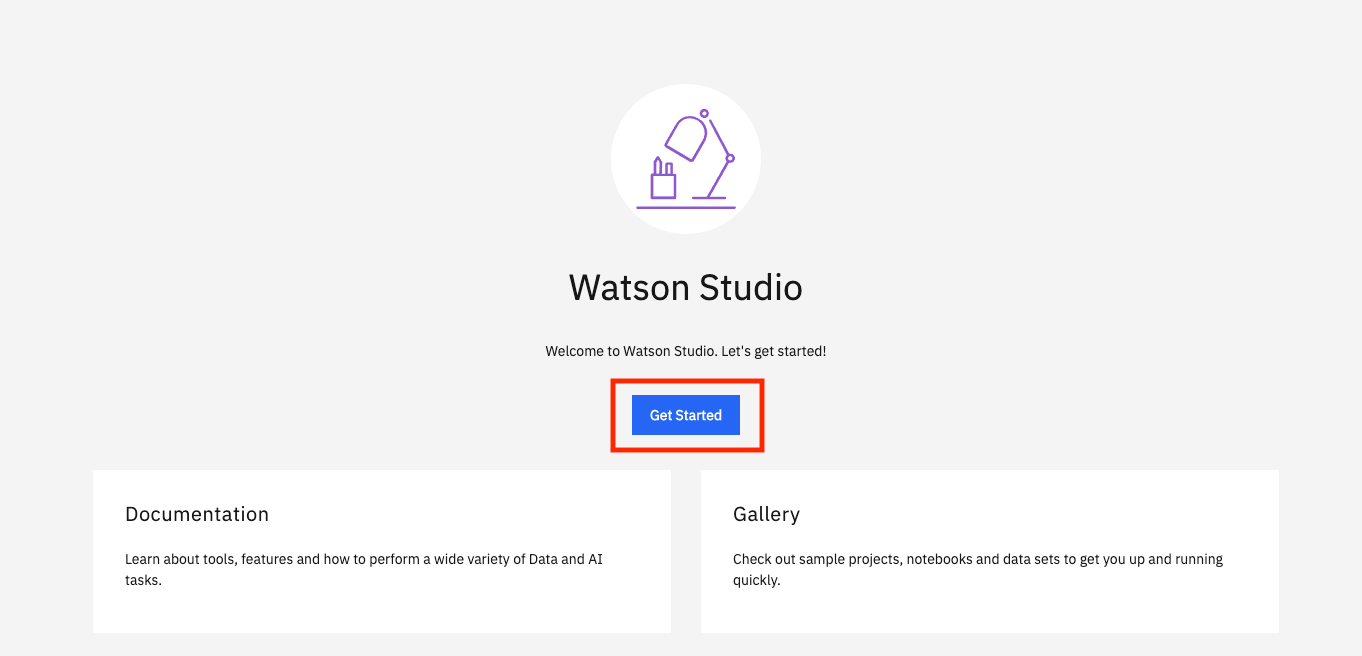 Watson Studio
Welcome to Watson Studio. Let's get started!
Get Started
Documentation
Learn about tools, features and how to perform a wide variety of Data and AI
tasks.
Gallery
Check out sample projects, notebooks and data sets to get you up and running
quickly.